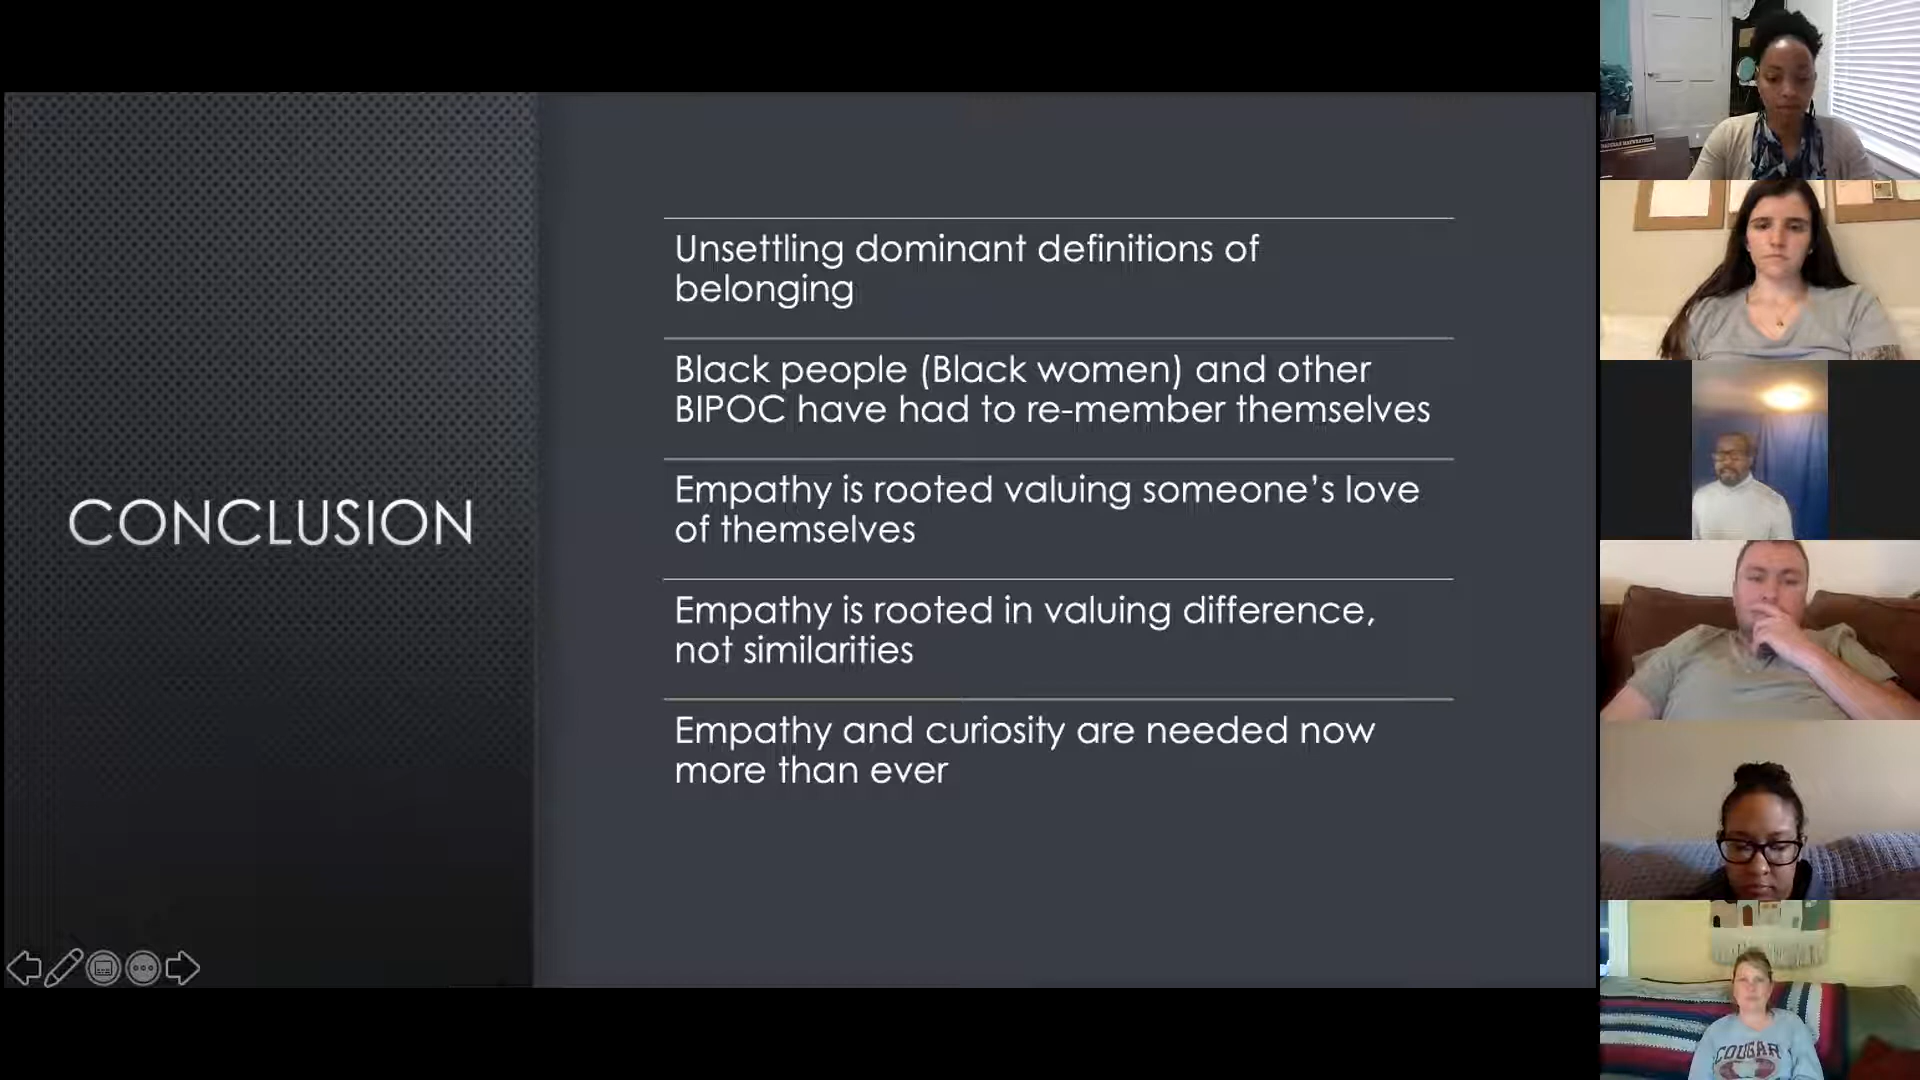 CONCLUSION
Unsettling dominant definitions of
belonging
Black people (Black women) and other
BIPOC have had to re-member themselves
Empathy is rooted valuing someone’s love
of themselves
Empathy is rooted in valuing difference,
not similarities
Empathy and curiosity are needed now
more than ever
COUGAR